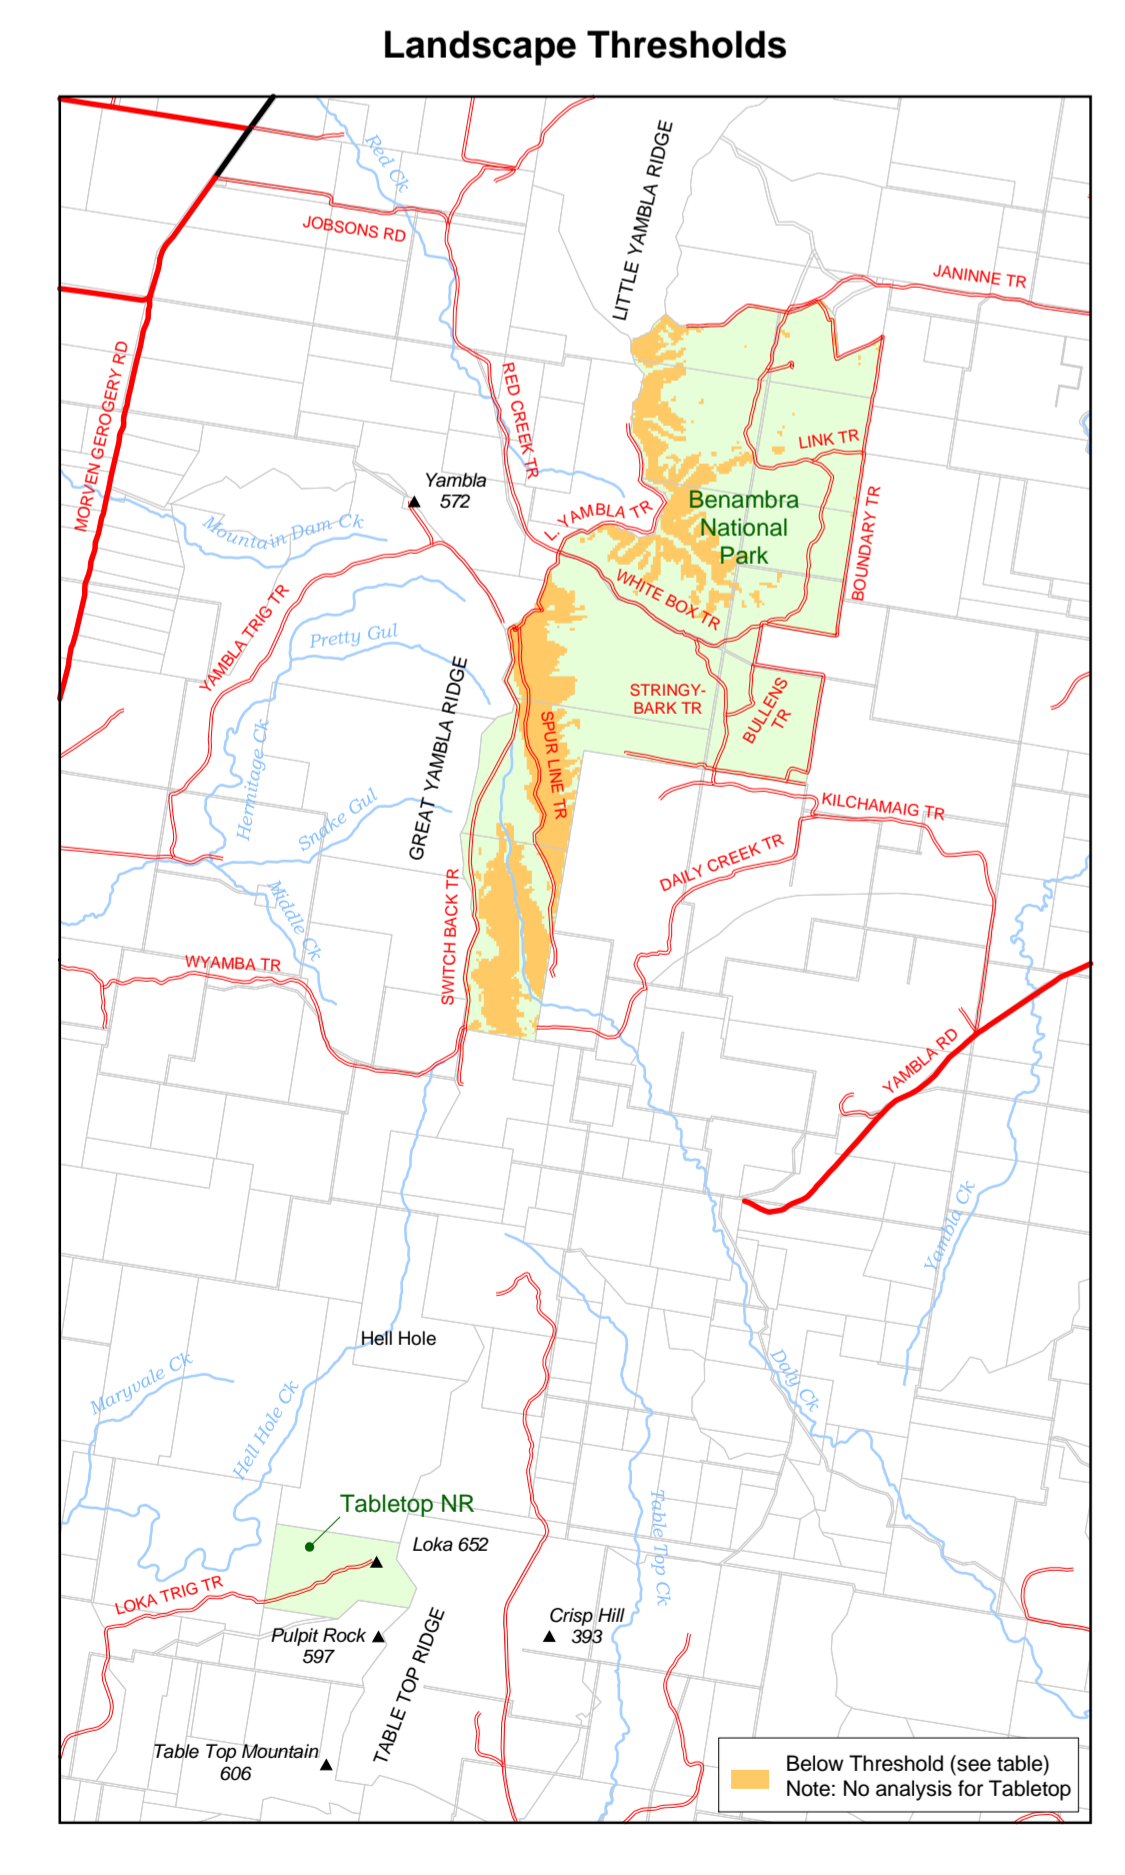 Landscape Thresholds
Red Ck
LITTLE YAMBLA RIDGE
JOBSONS RD
JANINNE TR
MORVEN GEROGERY RD
RED CREEK TR
LINK TR
Yambla
572
Benambra
National
Park
L. YAMBLA TR
Mountain Dam Ck
BOUNDARY TR
WHITE BOX TR
YAMBLA TRIG TR
Pretty Gul
GREAT YAMBLA RIDGE
STRINGY-
BARK TR
BULLENS
TR
SPUR LINE TR
Hermitage Ck
Snake Gul
KILCHAMAIG TR
DAILY CREEK TR
SWITCH BACK TR
Middle Ck
WYAMBA TR
YAMBLA RD
Yambla Ck
Hell Hole
Maryvale Ck
Hell Hole Ck
Daly Ck
Tabletop NR
Table Top Ck
Loka 652
LOKA TRIG TR
Pulpit Rock
597
Crisp Hill
393
TABLE TOP RIDGE
Table Top Mountain
606
Below Threshold (see table)
Note: No analysis for Tabletop